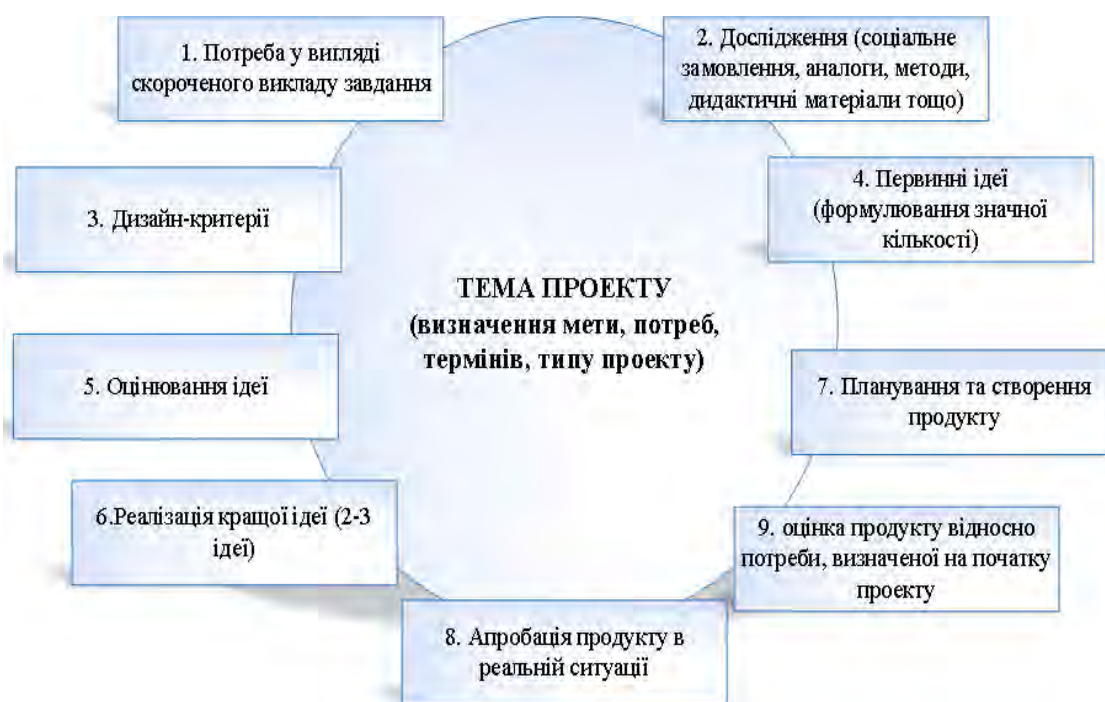 1. Потреба у вигляді
скороченого викладу завдання
2. Дослідження (соціальне
замовлення, аналоги, методи,
дидактичні матеріали тощо)
3. Дизайн-критерії
4. Первинні ідеї
(формулювання значної
кількості)
ТЕМА ПРОЕКТУ
(визначення мети, потреб,
термінів, типу проекту)
5. Оцінювання ідеї
6.Реалізація кращої ідеї (2-3
ідеї)
7. Планування та створення
продукту
8. Апробація продукту в
реальній ситуації
9. оцінка продукту відносно
потреби, визначеної на початку
проекту